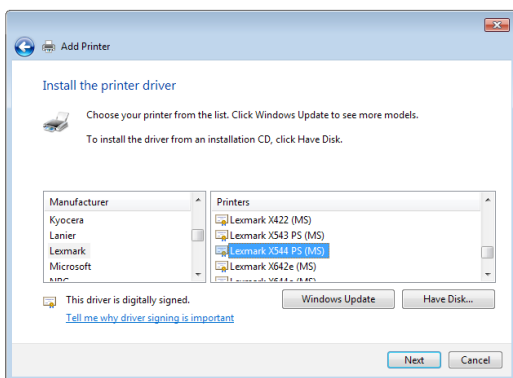 Add Printer
Install the printer driver
Choose your printer from the list. Click Windows Update to see more models.
To install the driver from an installation CD, click Have Disk.
Manufacturer
Kyocera
Lanier
Lexmark
Microsoft
Printers
Lexmark X422 (MS)
Lexmark X543 PS (MS)
Lexmark X544 PS (MS)
Lexmark X642e (MS)
This driver is digitally signed.
Windows Update
Have Disk...
Tell me why driver signing is important
Next
Cancel